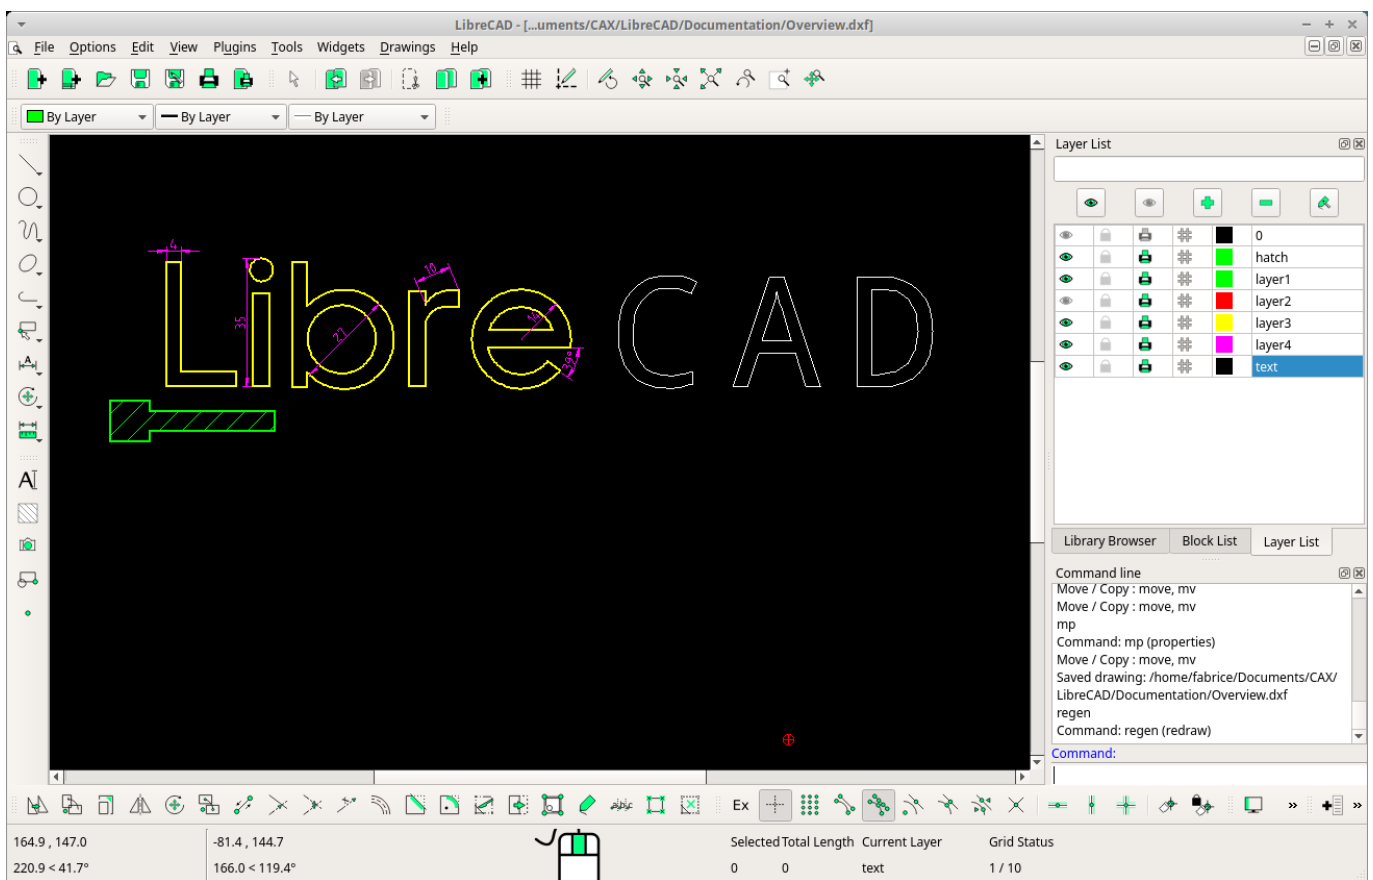 LibreCAD - [...uments/CAX/LibreCAD/Documentation/Overview.dxf]
File Options Edit View Plugins Tools Widgets Drawings Help
By Layer By Layer By Layer
Layer List
0
hatch
layer1
layer2
layer3
layer4
text
4
35
22
10
14
39°
Libre CAD
Library Browser Block List Layer List
Command line
Move / Copy : move, mv
Move / Copy : move, mv
mp
Command: mp (properties)
Move / Copy : move, mv
Saved drawing: /home/fabrice/Documents/CAX/
LibreCAD/Documentation/Overview.dxf
regen
Command: regen (redraw)
Command:
Ex
164.9 , 147.0 -81.4 , 144.7 Selected Total Length Current Layer Grid Status
220.9 < 41.7° 166.0 < 119.4° 0 0 text 1 / 10